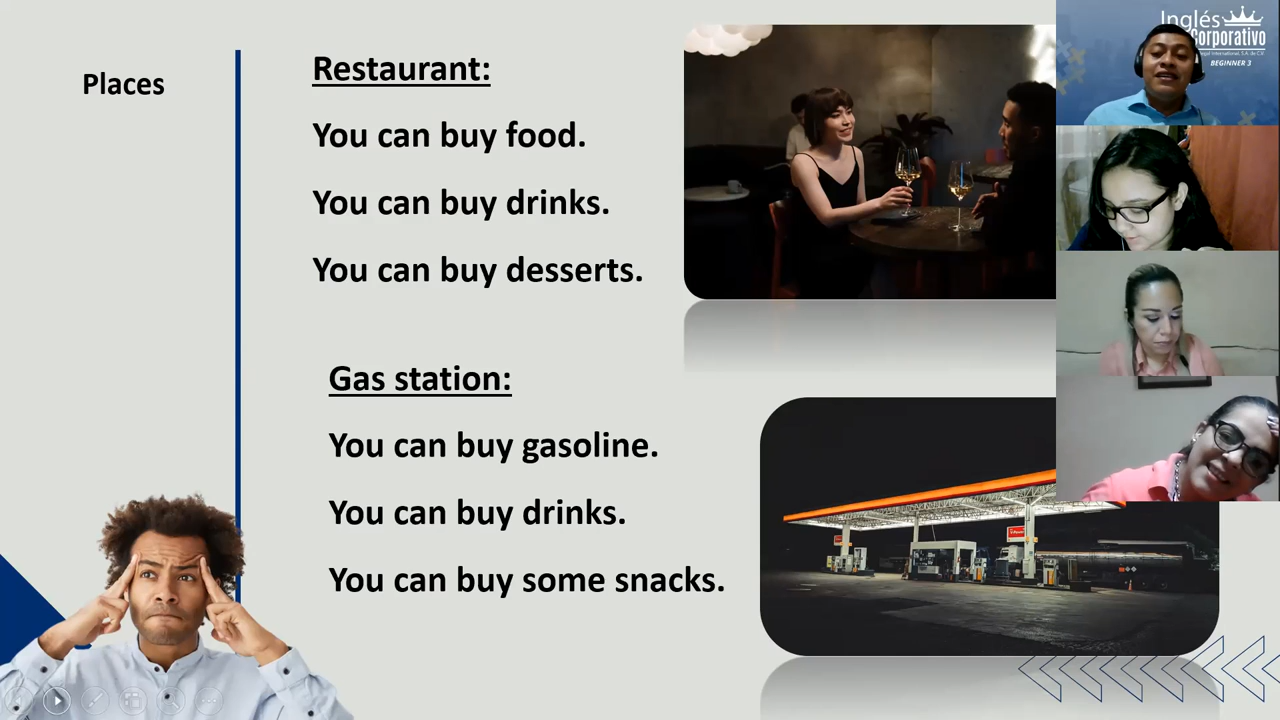 Places
Restaurant:
You can buy food.
You can buy drinks.
You can buy desserts.
Gas station:
You can buy gasoline.
You can buy drinks.
You can buy some snacks.
Inglés
Corporativo
BEGINNER 3